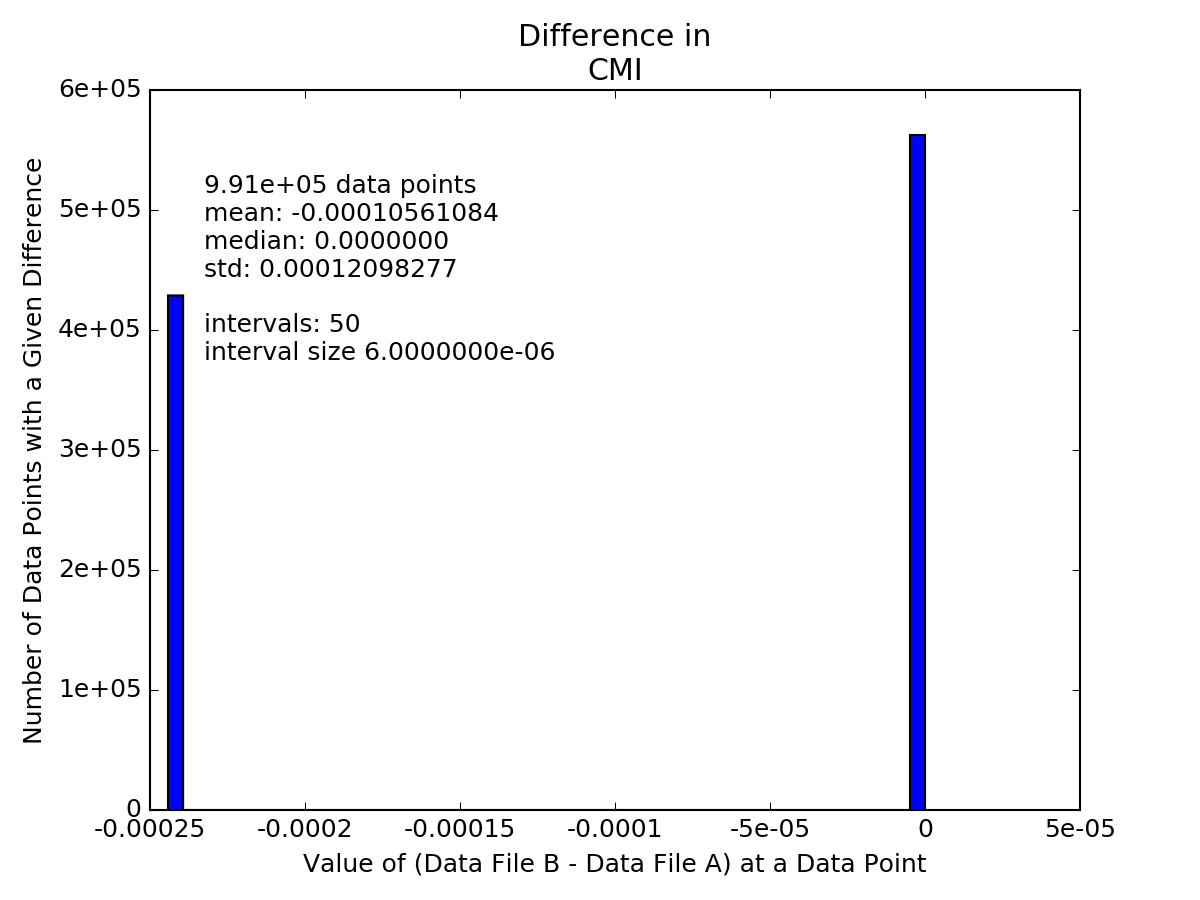 Difference in
CMI
6e+05
5e+05
4e+05
3e+05
2e+05
1e+05
0
Number of Data Points with a Given Difference
9.91e+05 data points
mean: -0.00010561084
median: 0.0000000
std: 0.00012098277
intervals: 50
interval size 6.0000000e-06
-0.00025 -0.0002 -0.00015 -0.0001 -5e-05 0 5e-05
Value of (Data File B - Data File A) at a Data Point